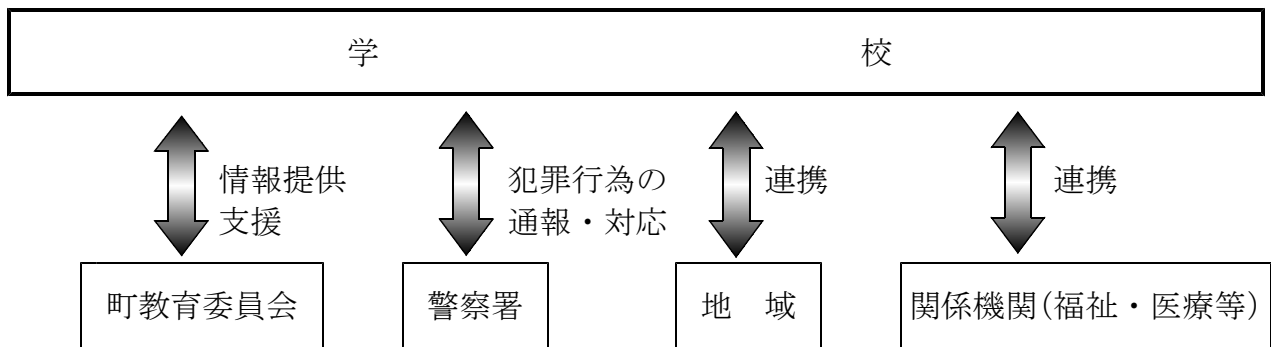 学　校
情報提供
支援
犯罪行為の
通報・対応
連携
連携
町教育委員会
警察署
地　域
関係機関(福祉・医療等)